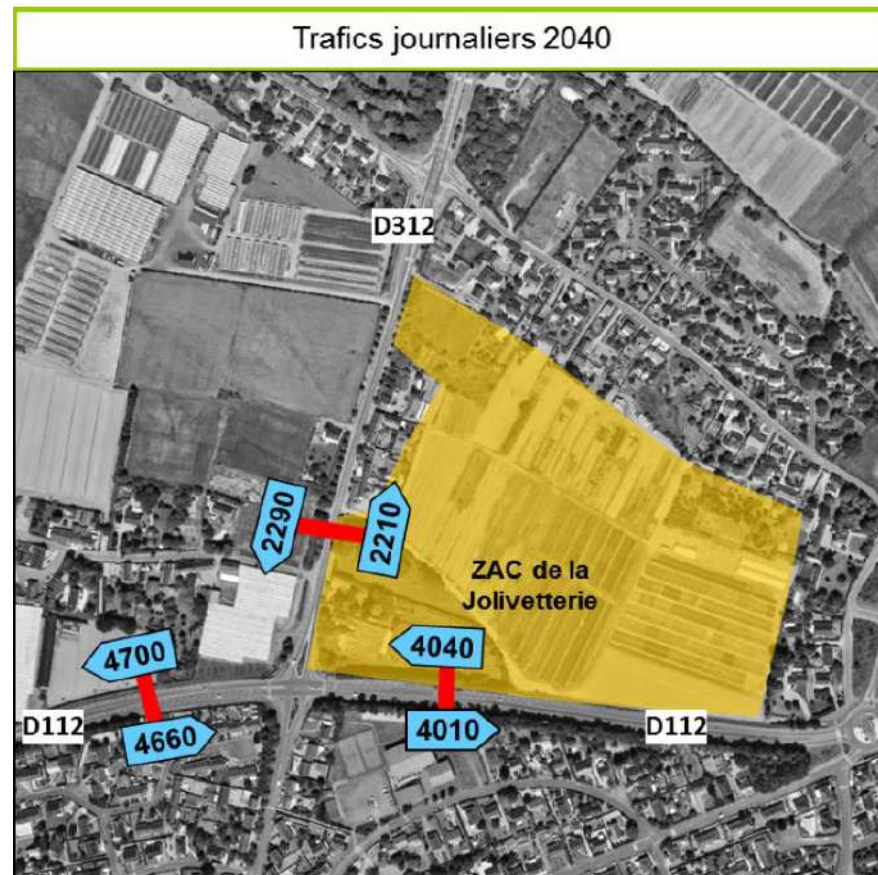 Trafics journaliers 2040
D312
2290
2210
ZAC de la
Jolivetterie
4700
4040
D112
4660
4010
D112